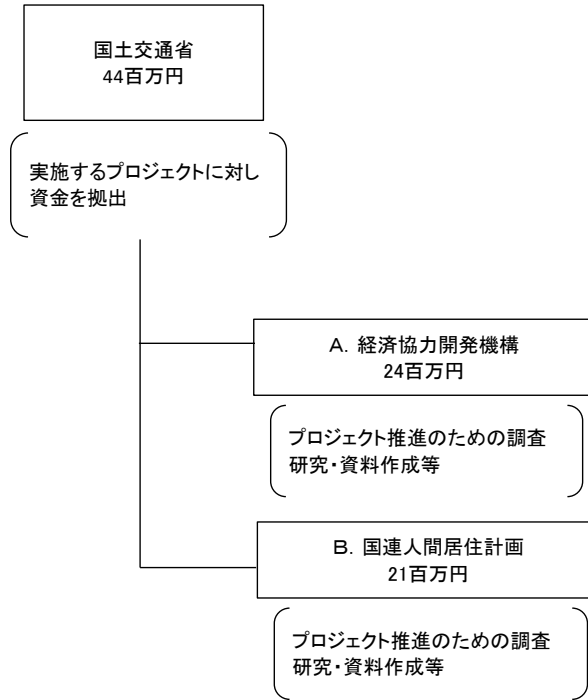 国土交通省
44百万円
実施するプロジェクトに対し
資金を拠出
A. 経済協力開発機構
24百万円
プロジェクト推進のための調査
研究・資料作成等
B. 国連人間居住計画
21百万円
プロジェクト推進のための調査
研究・資料作成等